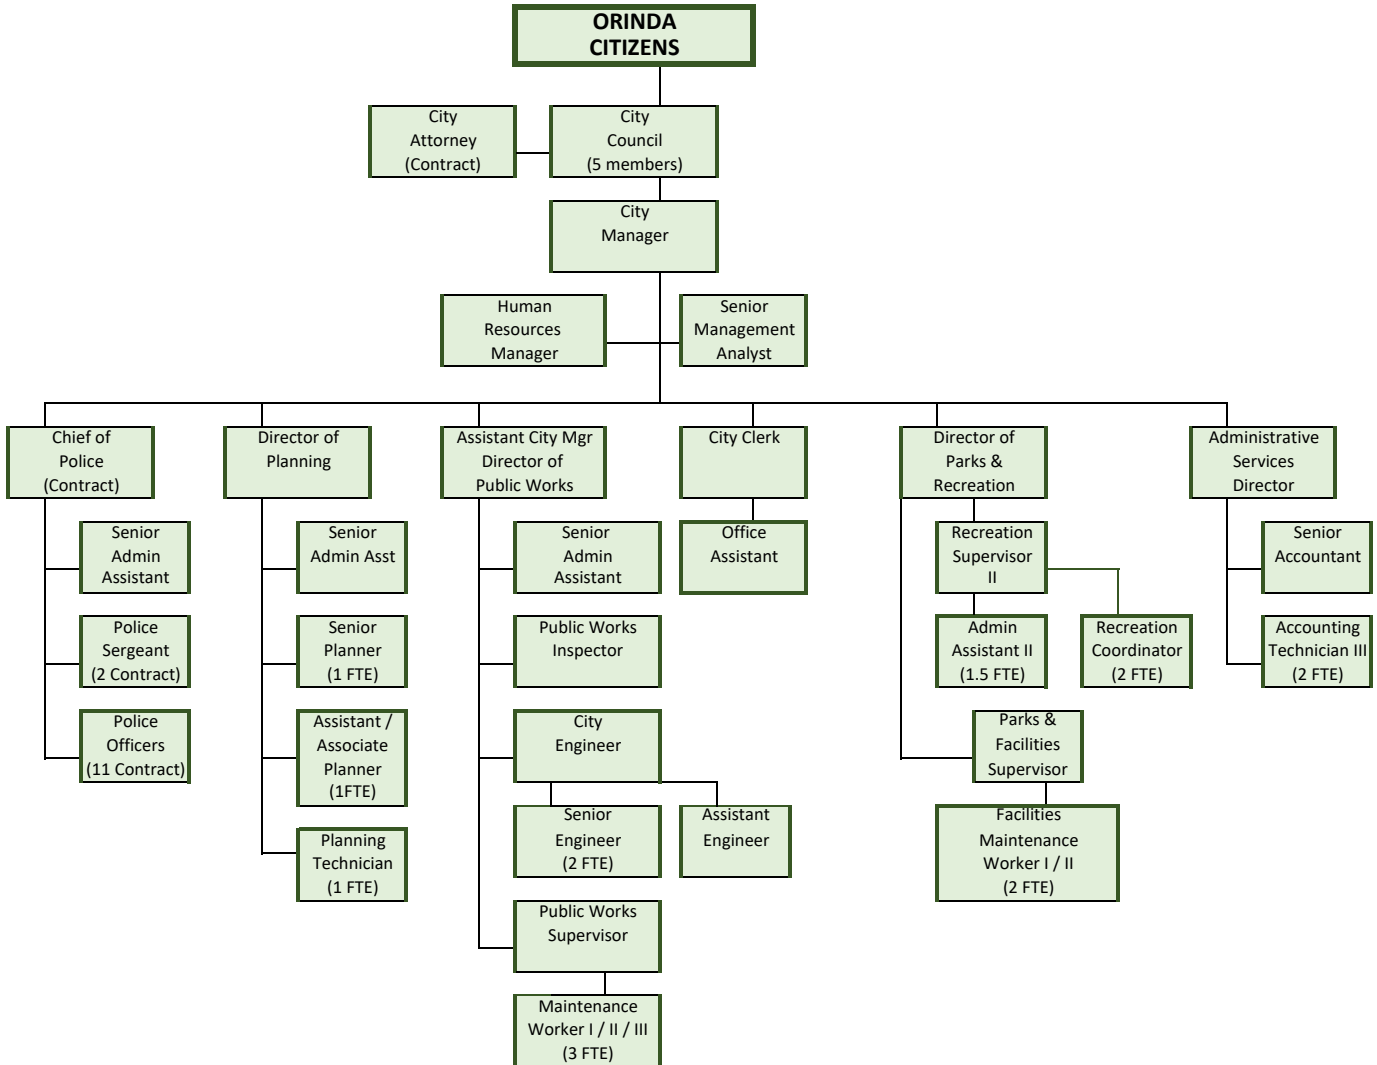 ORINDA
CITIZENS
City
Attorney
(Contract)
City
Council
(5 members)
City
Manager
Human
Resources
Manager
Senior
Management
Analyst
Chief of
Police
(Contract)
Director of
Planning
Assistant City Mgr
Director of
Public Works
City Clerk
Director of
Parks &
Recreation
Administrative
Services
Director
Senior
Admin
Assistant
Senior
Admin Asst
Senior
Admin
Assistant
Office
Assistant
Recreation
Supervisor
II
Senior
Accountant
Police
Sergeant
(2 Contract)
Senior
Planner
(1 FTE)
Public Works
Inspector
Admin
Assistant II
(1.5 FTE)
Recreation
Coordinator
(2 FTE)
Accounting
Technician III
(2 FTE)
Police
Officers
(11 Contract)
Assistant /
Associate
Planner
(1FTE)
City
Engineer
Parks &
Facilities
Supervisor
Planning
Technician
(1 FTE)
Senior
Engineer
(2 FTE)
Assistant
Engineer
Facilities
Maintenance
Worker I / II
(2 FTE)
Public Works
Supervisor
Maintenance
Worker I / II / III
(3 FTE)